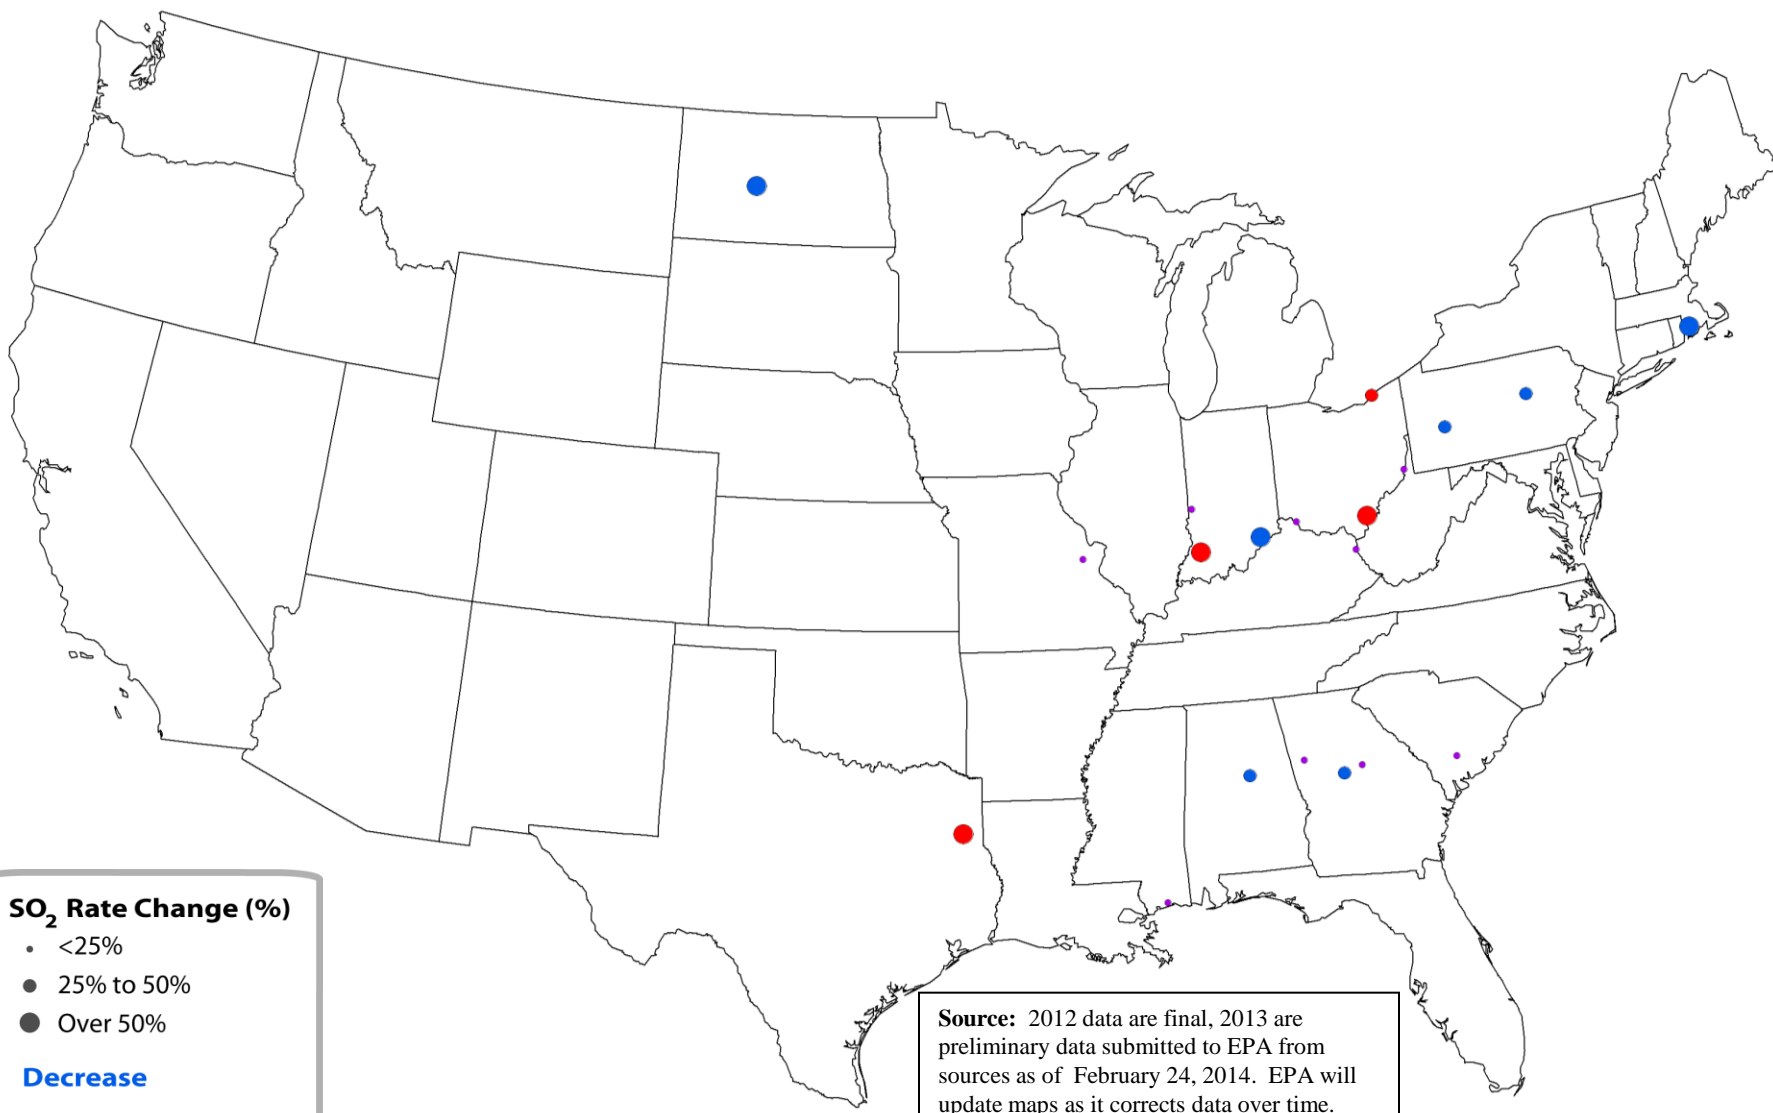 SO2 Rate Change (%)
<25%
25% to 50%
Over 50%
Decrease
Source: 2012 data are final, 2013 are
preliminary data submitted to EPA from
sources as of February 24, 2014. EPA will
update maps as it corrects data over time.